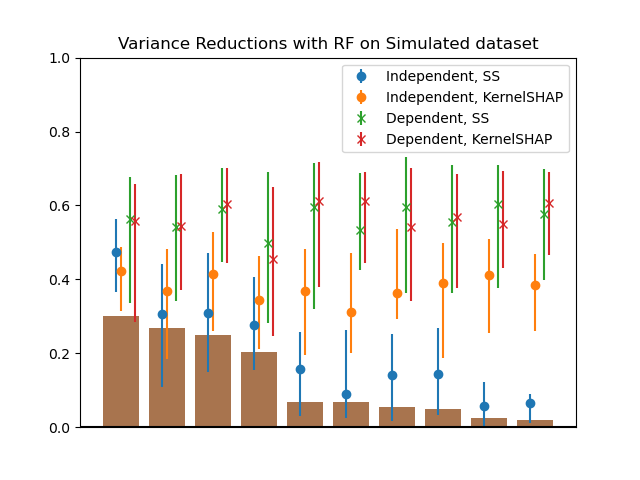 Variance Reductions with RF on Simulated dataset
1.0
0.8
0.6
0.4
0.2
0.0
Independent, SS
Independent, KernelSHAP
Dependent, SS
Dependent, KernelSHAP